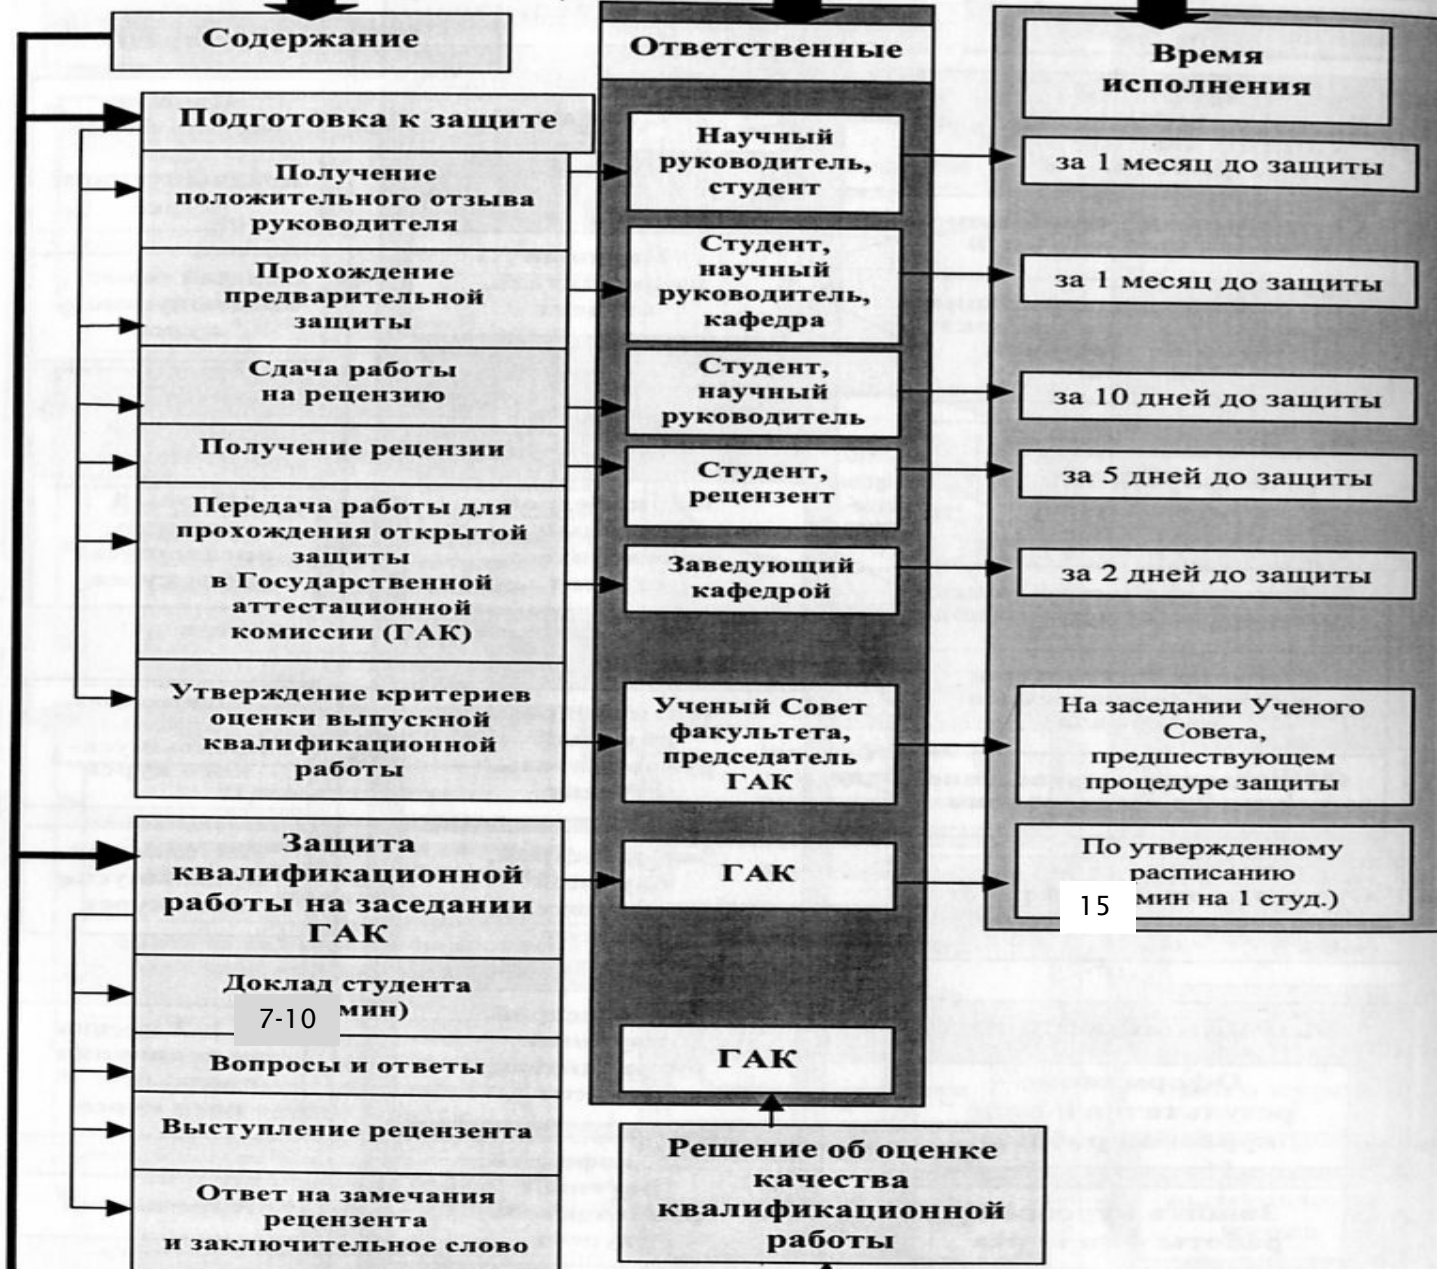 Содержание
Ответственные
Время
исполнения
Подготовка к защите
Получение
положительного отзыва
руководителя
Научный
руководитель,
студент
за 1 месяц до защиты
Прохождение
предварительной
защиты
Студент,
научный
руководитель,
кафедра
за 1 месяц до защиты
Сдача работы
на рецензию
Студент,
научный
руководитель
за 10 дней до защиты
Получение рецензии
Студент,
рецензент
за 5 дней до защиты
Передача работы для
прохождения открытой
защиты
в Государственной
аттестационной
комиссии (ГАК)
Заведующий
кафедрой
за 2 дней до защиты
Утверждение критериев
оценки выпускной
квалификационной
работы
Ученый Совет
факультета,
председатель
ГАК
На заседании Ученого
Совета,
предшествующем
процедуре защиты
Защита
квалификационной
работы на заседании
ГАК
ГАК
По утвержденному
расписанию
15 мин на 1 студ.)
Доклад студента
7-10 мин)
Вопросы и ответы
Выступление рецензента
Ответ на замечания
рецензента
и заключительное слово
ГАК
Решение об оценке
качества
квалификационной
работы